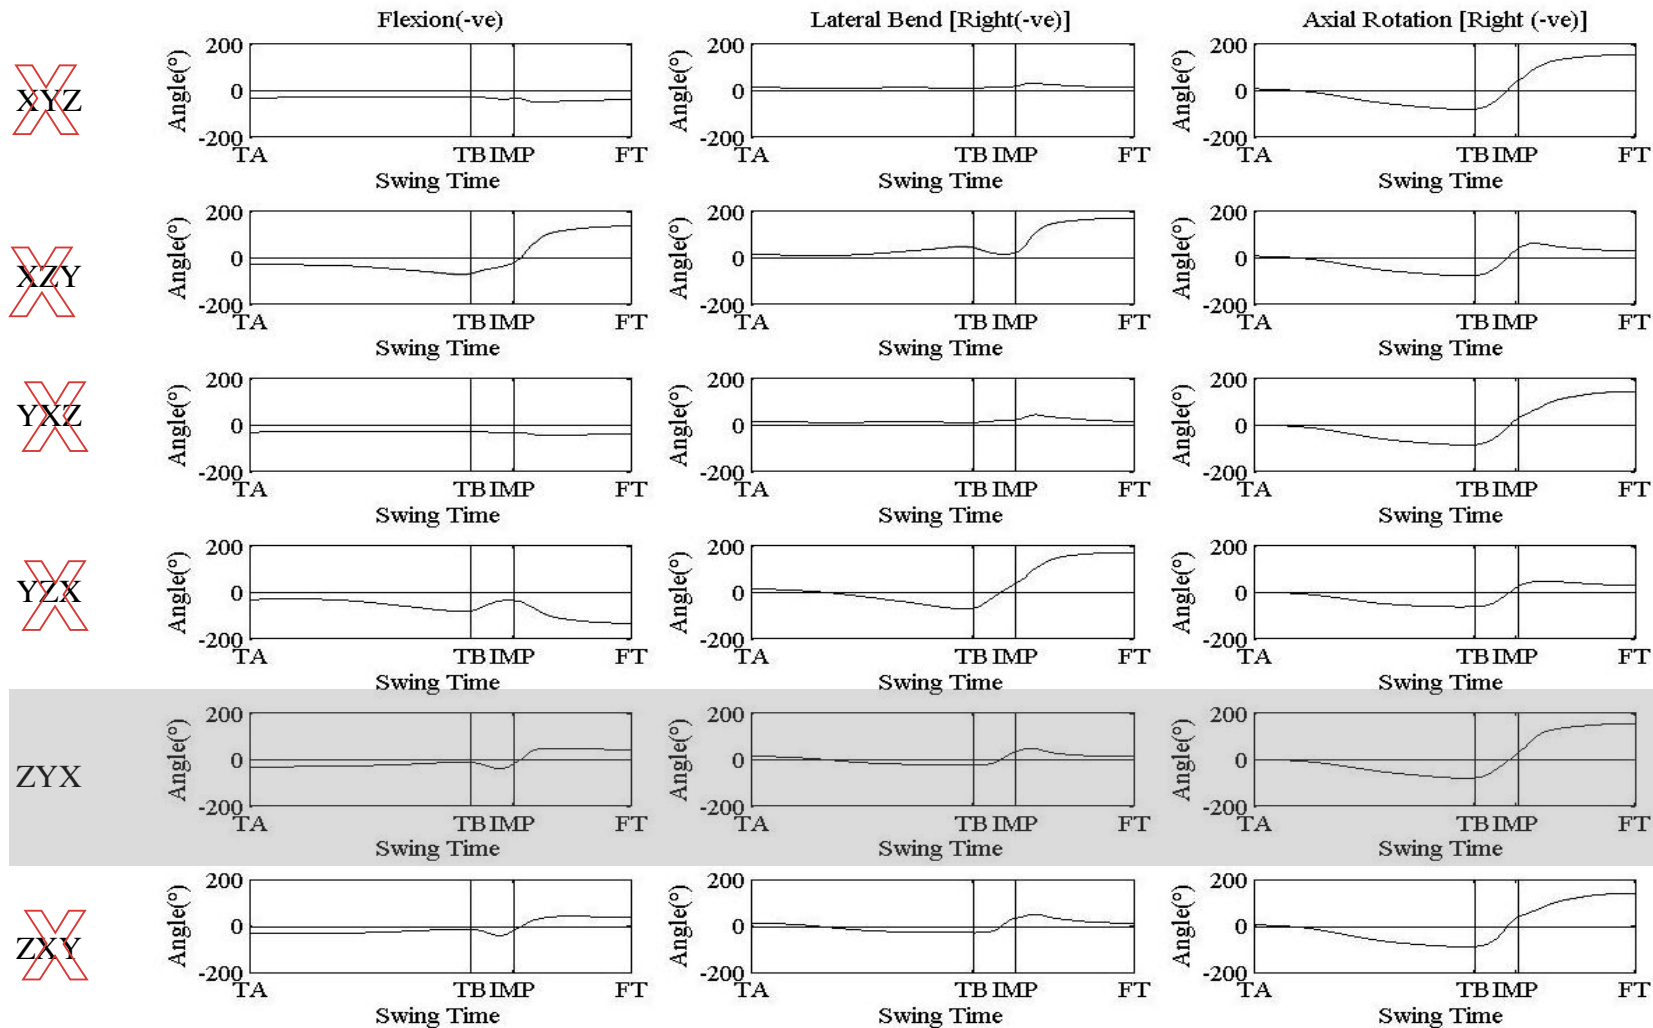 Flexion(-ve) Lateral Bend [Right(-ve)] Axial Rotation [Right (-ve)]
XYZ
Angle(°) 200 0 -200 TA TB IMP FT Swing Time
Angle(°) 200 0 -200 TA TB IMP FT Swing Time
Angle(°) 200 0 -200 TA TB IMP FT Swing Time
XZY
Angle(°) 200 0 -200 TA TB IMP FT Swing Time
Angle(°) 200 0 -200 TA TB IMP FT Swing Time
Angle(°) 200 0 -200 TA TB IMP FT Swing Time
YXZ
Angle(°) 200 0 -200 TA TB IMP FT Swing Time
Angle(°) 200 0 -200 TA TB IMP FT Swing Time
Angle(°) 200 0 -200 TA TB IMP FT Swing Time
YZX
Angle(°) 200 0 -200 TA TB IMP FT Swing Time
Angle(°) 200 0 -200 TA TB IMP FT Swing Time
Angle(°) 200 0 -200 TA TB IMP FT Swing Time
ZYX
Angle(°) 200 0 -200 TA TB IMP FT Swing Time
Angle(°) 200 0 -200 TA TB IMP FT Swing Time
Angle(°) 200 0 -200 TA TB IMP FT Swing Time
ZXY
Angle(°) 200 0 -200 TA TB IMP FT Swing Time
Angle(°) 200 0 -200 TA TB IMP FT Swing Time
Angle(°) 200 0 -200 TA TB IMP FT Swing Time